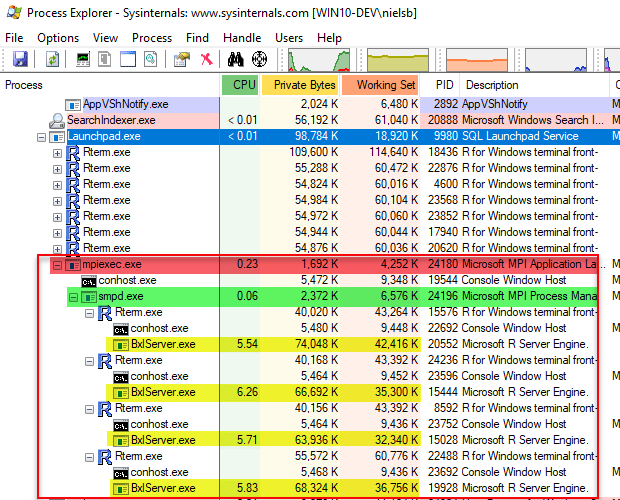 Process Explorer - Sysinternals: www.sysinternals.com [WIN10-DEV\nielsb]
File Options View Process Find Handle Users Help
Process CPU Private Bytes Working Set PID Description C
AppVShNotify.exe 2,024 K 6,480 K 2892 AppVShNotify M
SearchIndexer.exe < 0.01 56,192 K 61,040 K 20888 Microsoft Windows Search I... M
Launchpad.exe < 0.01 98,784 K 18,920 K 9980 SQL Launchpad Service M
Rterm.exe 109,600 K 114,640 K 18436 R for Windows terminal front-
Rterm.exe 55,288 K 60,472 K 22876 R for Windows terminal front-
Rterm.exe 54,824 K 60,016 K 4600 R for Windows terminal front-
Rterm.exe 54,984 K 60,104 K 23568 R for Windows terminal front-
Rterm.exe 54,972 K 60,060 K 23852 R for Windows terminal front-
Rterm.exe 54,944 K 60,044 K 17940 R for Windows terminal front-
Rterm.exe 54,876 K 60,036 K 20620 R for Windows terminal front-
mpiexec.exe 0.23 1,692 K 4,252 K 24180 Microsoft MPI Application La... M
conhost.exe 5,472 K 9,348 K 19544 Console Window Host M
smpd.exe 0.06 2,372 K 6,576 K 24196 Microsoft MPI Process Mana M
Rterm.exe 40,020 K 43,264 K 15576 R for Windows terminal front-
conhost.exe 5,480 K 9,448 K 22692 Console Window Host M
BxlServer.exe 5.54 74,048 K 42,416 K 20552 Microsoft R Server Engine. M
Rterm.exe 40,168 K 43,392 K 24236 R for Windows terminal front-
conhost.exe 5,464 K 9,452 K 23596 Console Window Host M
BxlServer.exe 6.26 66,692 K 35,300 K 15444 Microsoft R Server Engine. M
Rterm.exe 40,156 K 43,392 K 8592 R for Windows terminal front-
conhost.exe 5,464 K 9,436 K 23752 Console Window Host M
BxlServer.exe 5.71 63,936 K 32,340 K 15028 Microsoft R Server Engine. M
Rterm.exe 55,572 K 60,776 K 22488 R for Windows terminal front-
conhost.exe 5,468 K 9,436 K 23692 Console Window Host M
BxlServer.exe 5.83 68,324 K 36,756 K 19928 Microsoft R Server Engine. M